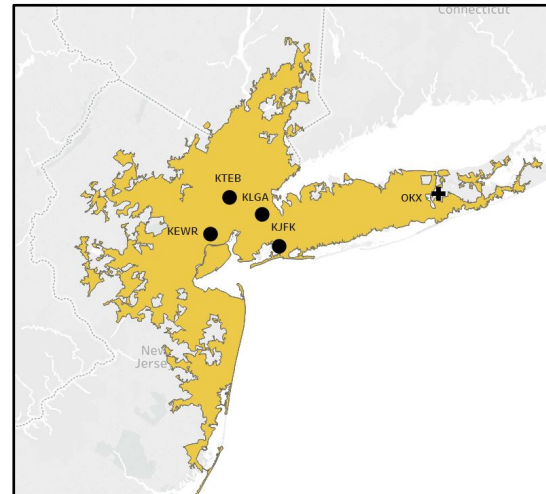 Connecticut
KTEB
KLGA
OKX
KEWR
KJFK
New
Jerse